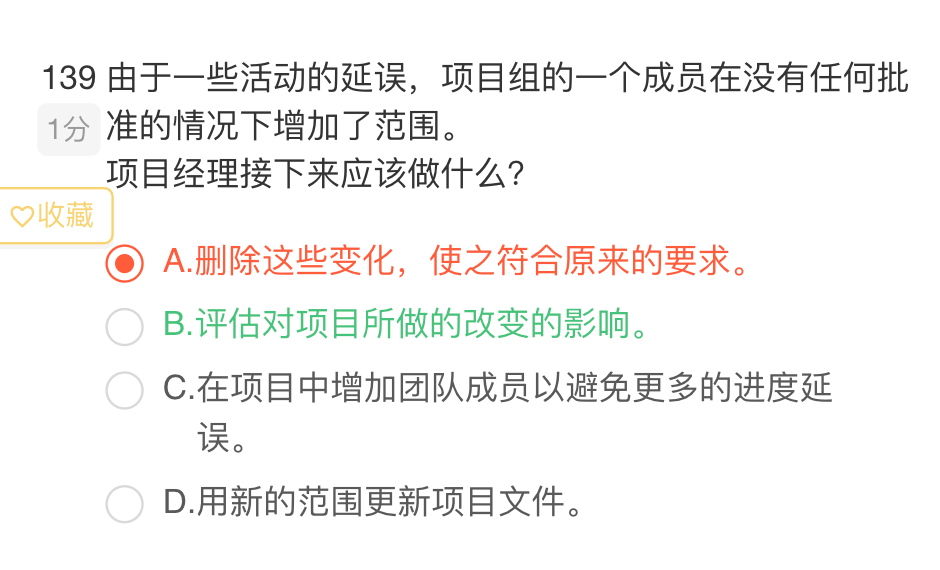 139 由于一些活动的延误，项目组的一个成员在没有任何批
1分 准的情况下增加了范围。
项目经理接下来应该做什么？
收藏
A.删除这些变化，使之符合原来的要求。
B.评估对项目所做的改变的影响。
C.在项目中增加团队成员以避免更多的进度延
误。
D.用新的范围更新项目文件。